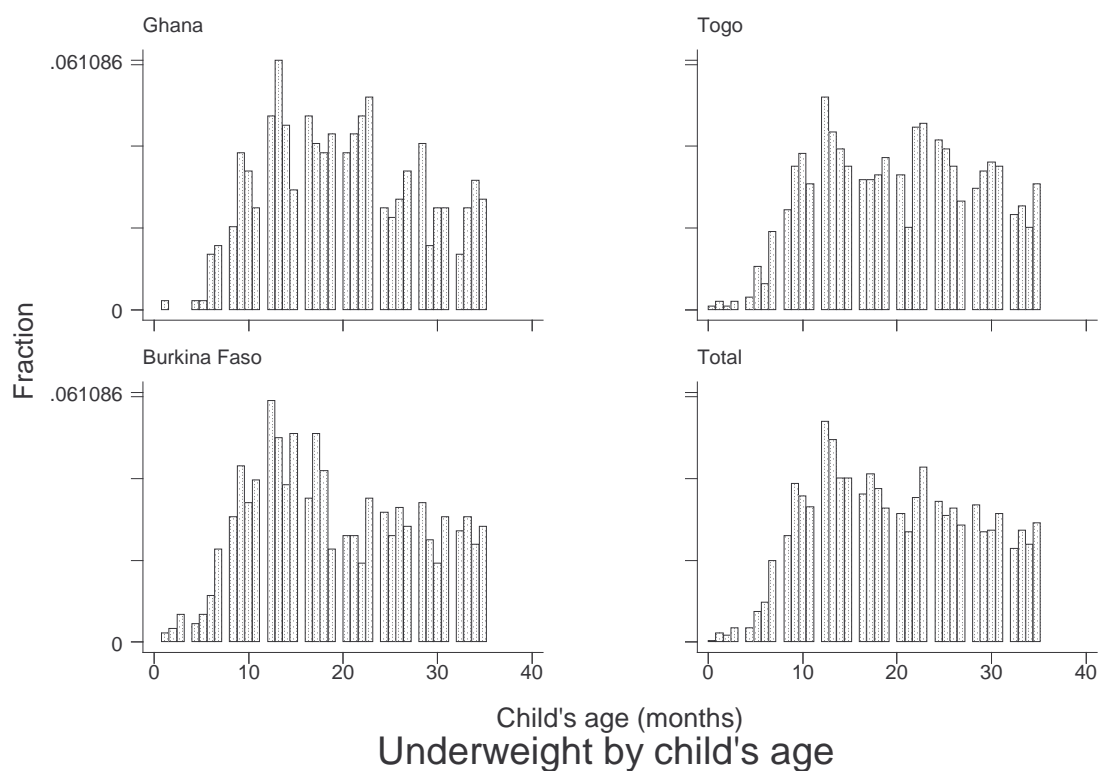 Ghana
Togo
.061086
0
Burkina Faso
Total
.061086
0
0 10 20 30 40
0 10 20 30 40
Fraction
Child's age (months)
Underweight by child's age